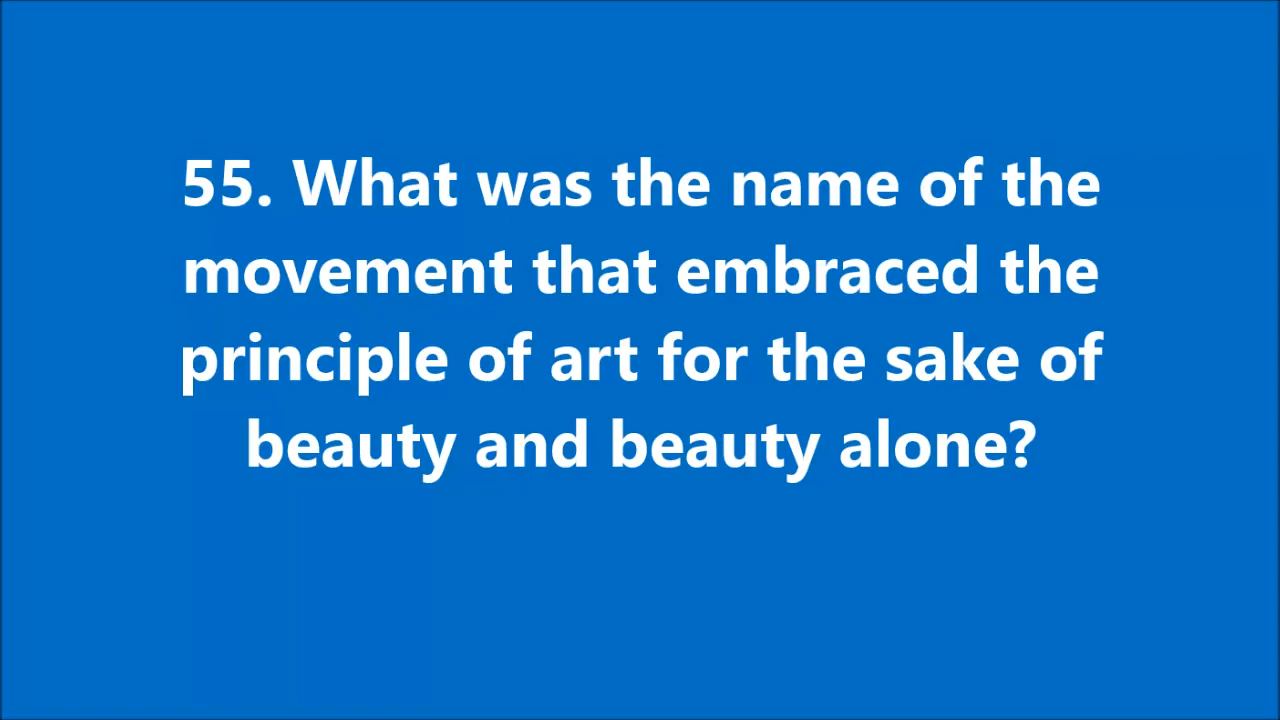 55. What was the name of the
movement that embraced the
principle of art for the sake of
beauty and beauty alone?